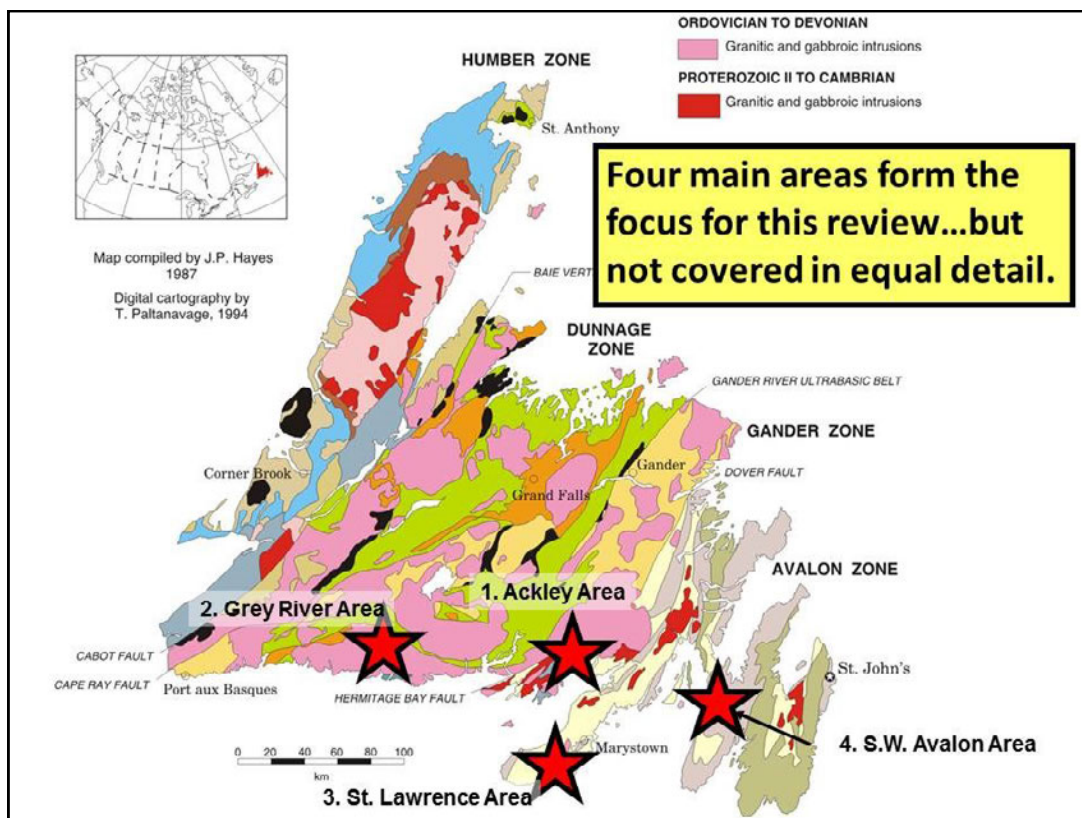 ORDOVICIAN TO DEVONIAN
Granitic and gabbroic intrusions
PROTEROZOIC II TO CAMBRIAN
Granitic and gabbroic intrusions
HUMBER ZONE
St. Anthony
Four main areas form the
focus for this review...but
not covered in equal detail.
Map compiled by J.P. Hayes
1987
Digital cartography by
T. Paltanavage, 1994
BAIE VERT
DUNNAGE
ZONE
GANDER RIVER ULTRABASIC BELT
GANDER ZONE
Corner Brook
Gander
DOVER FAULT
Grand Falls
AVALON ZONE
1. Ackley Area
2. Grey River Area
CABOT FAULT
St. John's
CAPE RAY FAULT
Port aux Basques
HERMITAGE BAY FAULT
Marystown
4. S.W. Avalon Area
0 20 40 60 80 100
km
3. St. Lawrence Area